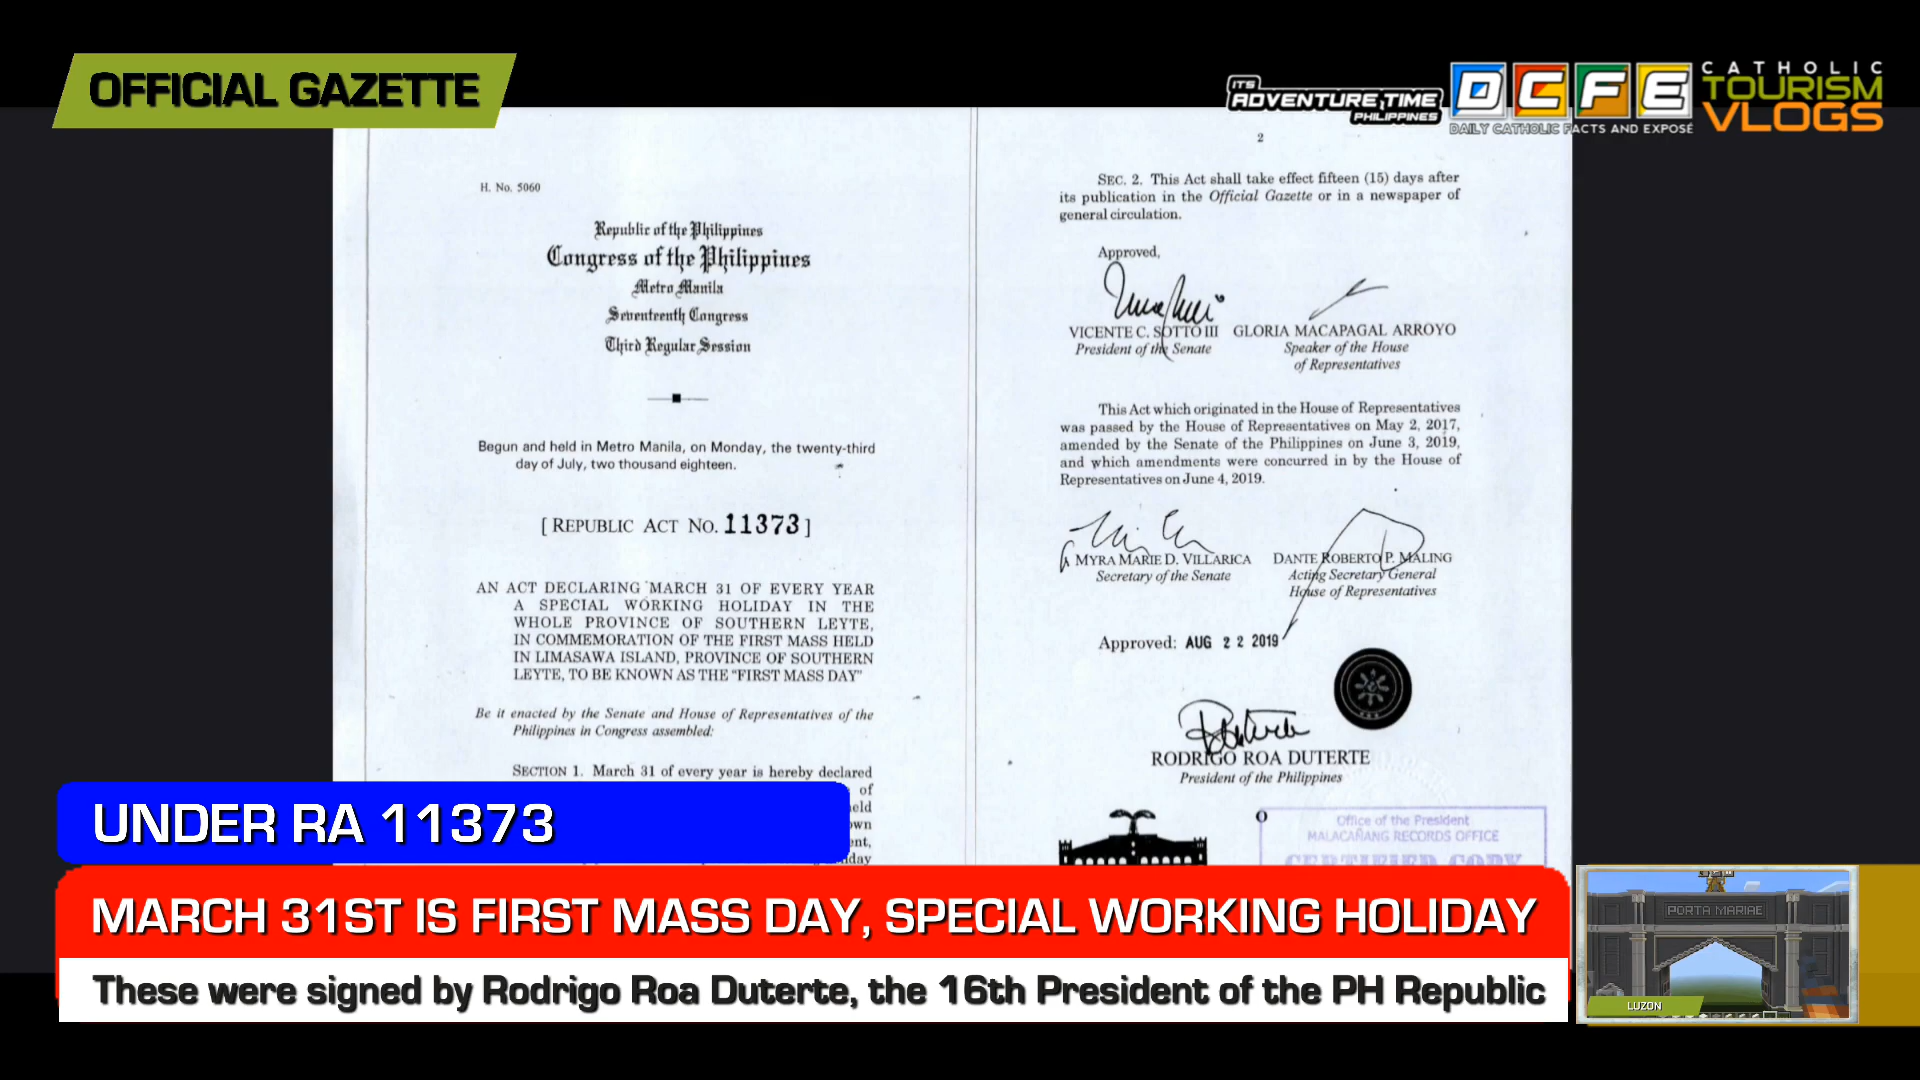 OFFICIAL GAZETTE
ITS
ADVENTURE TIME
PHILIPPINES
DCFE
DAILY CATHOLIC FACTS AND EXPOSÉ
CATHOLIC
TOURISM
VLOGS
H. No. 5060
Republic of the Philippines
Congress of the Philippines
Metro Manila
Seventeenth Congress
Third Regular Session
Begun and held in Metro Manila, on Monday, the twenty-third
day of July, two thousand eighteen.
[ REPUBLIC ACT NO. 11373 ]
AN ACT DECLARING MARCH 31 OF EVERY YEAR
A SPECIAL WORKING HOLIDAY IN THE
WHOLE PROVINCE OF SOUTHERN LEYTE,
IN COMMEMORATION OF THE FIRST MASS HELD
IN LIMASAWA ISLAND, PROVINCE OF SOUTHERN
LEYTE, TO BE KNOWN AS THE “FIRST MASS DAY”
Be it enacted by the Senate and House of Representatives of the
Philippines in Congress assembled:
SECTION 1. March 31 of every year is hereby declared
of
2
SEC. 2. This Act shall take effect fifteen (15) days after
its publication in the Official Gazette or in a newspaper of
general circulation.
Approved,
VICENTE C. SOTTO III
President of the Senate
GLORIA MACAPAGAL ARROYO
Speaker of the House
of Representatives
This Act which originated in the House of Representatives
was passed by the House of Representatives on May 2, 2017,
amended by the Senate of the Philippines on June 3, 2019,
and which amendments were concurred in by the House of
Representatives on June 4, 2019.
MYRA MARIE D. VILLARICA
Secretary of the Senate
DANTE ROBERTO P. MALING
Acting Secretary General
House of Representatives
Approved: AUG 22 2019
RODRIGO ROA DUTERTE
President of the Philippines
O
Office of the President
MALACAÑANG RECORDS OFFICE
CERTIFIED COPY
UNDER RA 11373
MARCH 31ST IS FIRST MASS DAY, SPECIAL WORKING HOLIDAY
These were signed by Rodrigo Roa Duterte, the 16th President of the PH Republic
PORTA MARIAE
LUZON